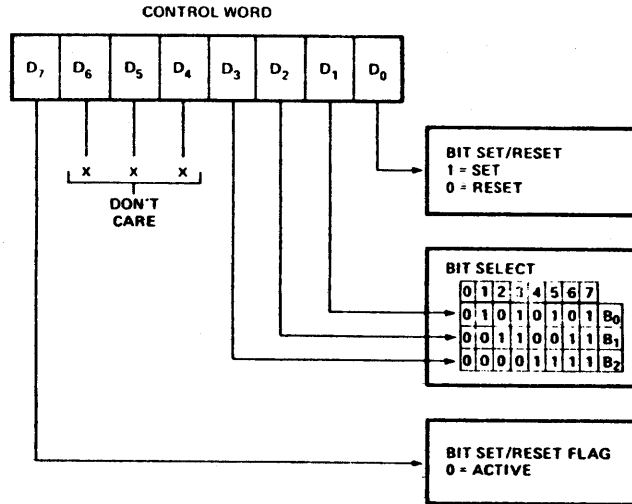 CONTROL WORD
D7 D6 D5 D4 D3 D2 D1 D0
X X X
DON'T
CARE
BIT SET/RESET
1 = SET
0 = RESET
BIT SELECT
0 1 2 3 4 5 6 7
0 1 0 1 0 1 0 1 B0
0 0 1 1 0 0 1 1 B1
0 0 0 0 1 1 1 1 B2
BIT SET/RESET FLAG
0 = ACTIVE